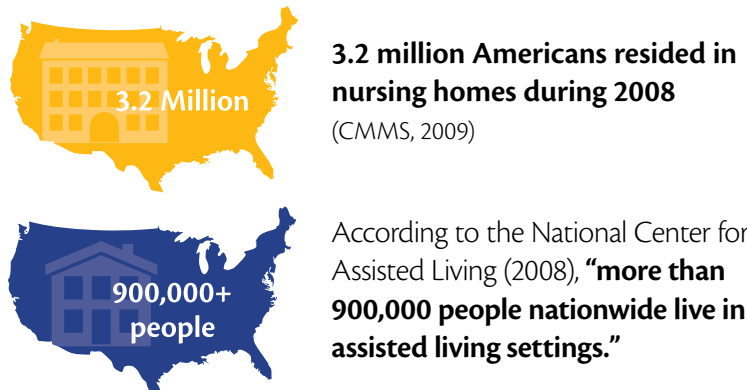 3.2 Million
3.2 million Americans resided in
nursing homes during 2008
(CMMS, 2009)
900,000+
people
According to the National Center for
Assisted Living (2008), “more than
900,000 people nationwide live in
assisted living settings.”